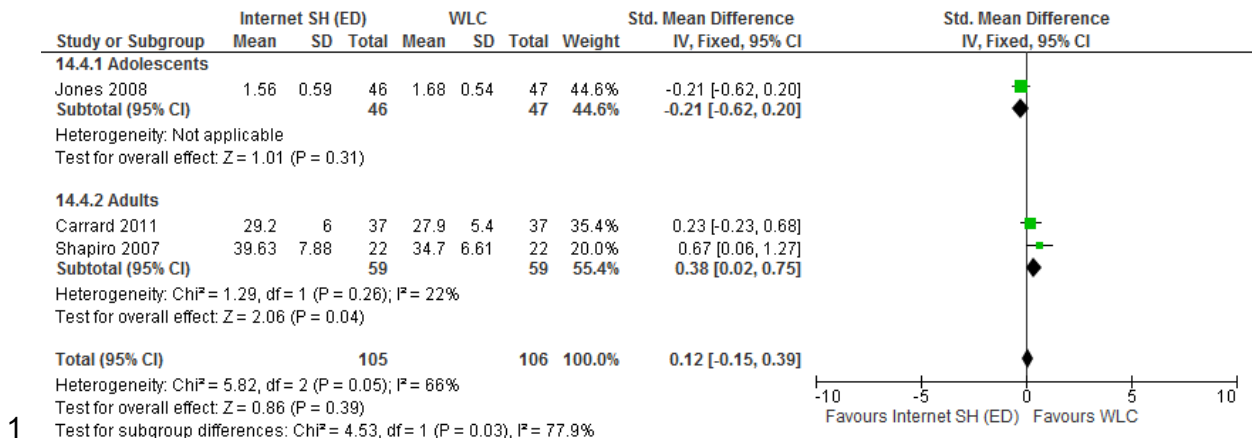 Internet SH (ED) WLC Std. Mean Difference Std. Mean Difference
Study or Subgroup Mean SD Total Mean SD Total Weight IV, Fixed, 95% CI IV, Fixed, 95% CI
14.4.1 Adolescents
Jones 2008 1.56 0.59 46 1.68 0.54 47 44.6% -0.21 [-0.62, 0.20]
Subtotal (95% CI) 46 47 44.6% -0.21 [-0.62, 0.20]
Heterogeneity: Not applicable
Test for overall effect: Z = 1.01 (P = 0.31)
14.4.2 Adults
Carrard 2011 29.2 6 37 27.9 5.4 37 35.4% 0.23 [-0.23, 0.68]
Shapiro 2007 39.63 7.88 22 34.7 6.61 22 20.0% 0.67 [0.06, 1.27]
Subtotal (95% CI) 59 59 55.4% 0.38 [0.02, 0.75]
Heterogeneity: Chi² = 1.29, df = 1 (P = 0.26); I² = 22%
Test for overall effect: Z = 2.06 (P = 0.04)
Total (95% CI) 105 106 100.0% 0.12 [-0.15, 0.39]
Heterogeneity: Chi² = 5.82, df = 2 (P = 0.05); I² = 66%
-10 -5 0 5 10
Test for overall effect: Z = 0.86 (P = 0.39)
Favours Internet SH (ED) Favours WLC
1 Test for subgroup differences: Chi² = 4.53, df = 1 (P = 0.03), I² = 77.9%